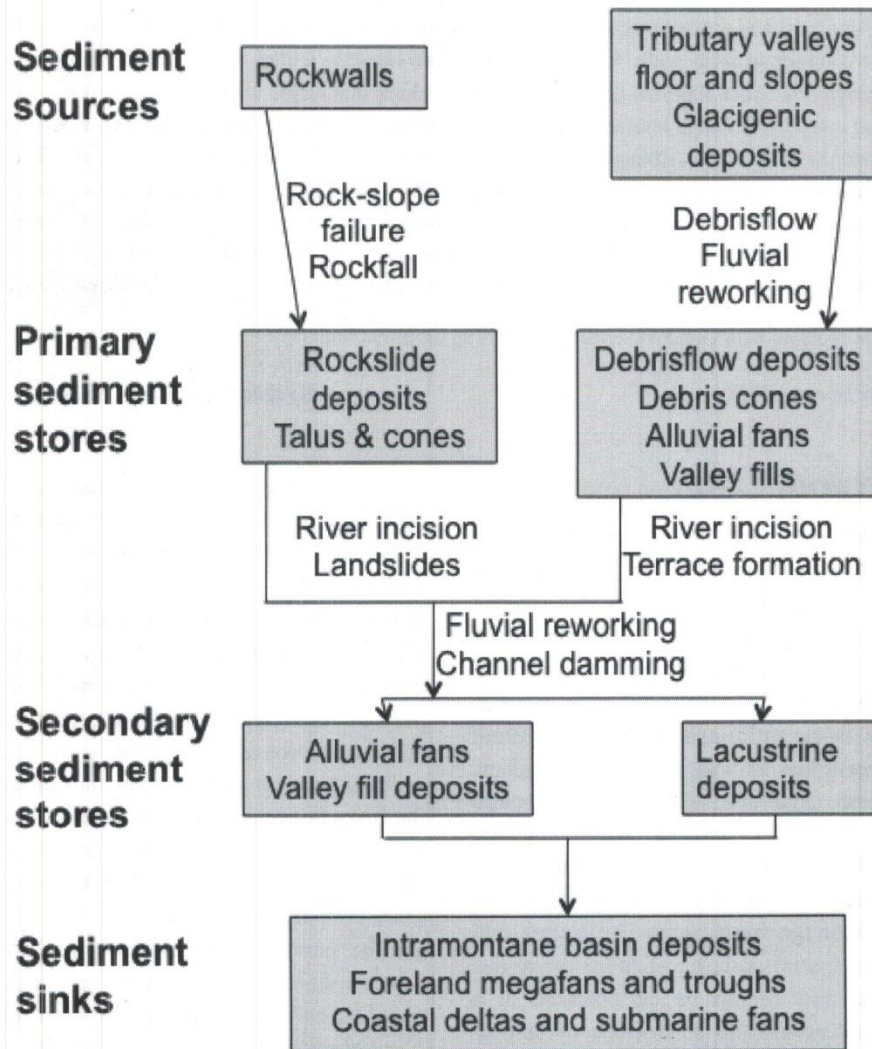 Sediment
sources
Rockwalls
Tributary valleys
floor and slopes
Glacigenic
deposits
Rock-slope
failure
Rockfall
Debrisflow
Fluvial
reworking
Primary
sediment
stores
Rockslide
deposits
Talus & cones
Debrisflow deposits
Debris cones
Alluvial fans
Valley fills
River incision
Landslides
River incision
Terrace formation
Fluvial reworking
Channel damming
Secondary
sediment
stores
Alluvial fans
Valley fill deposits
Lacustrine
deposits
Sediment
sinks
Intramontane basin deposits
Foreland megafans and troughs
Coastal deltas and submarine fans